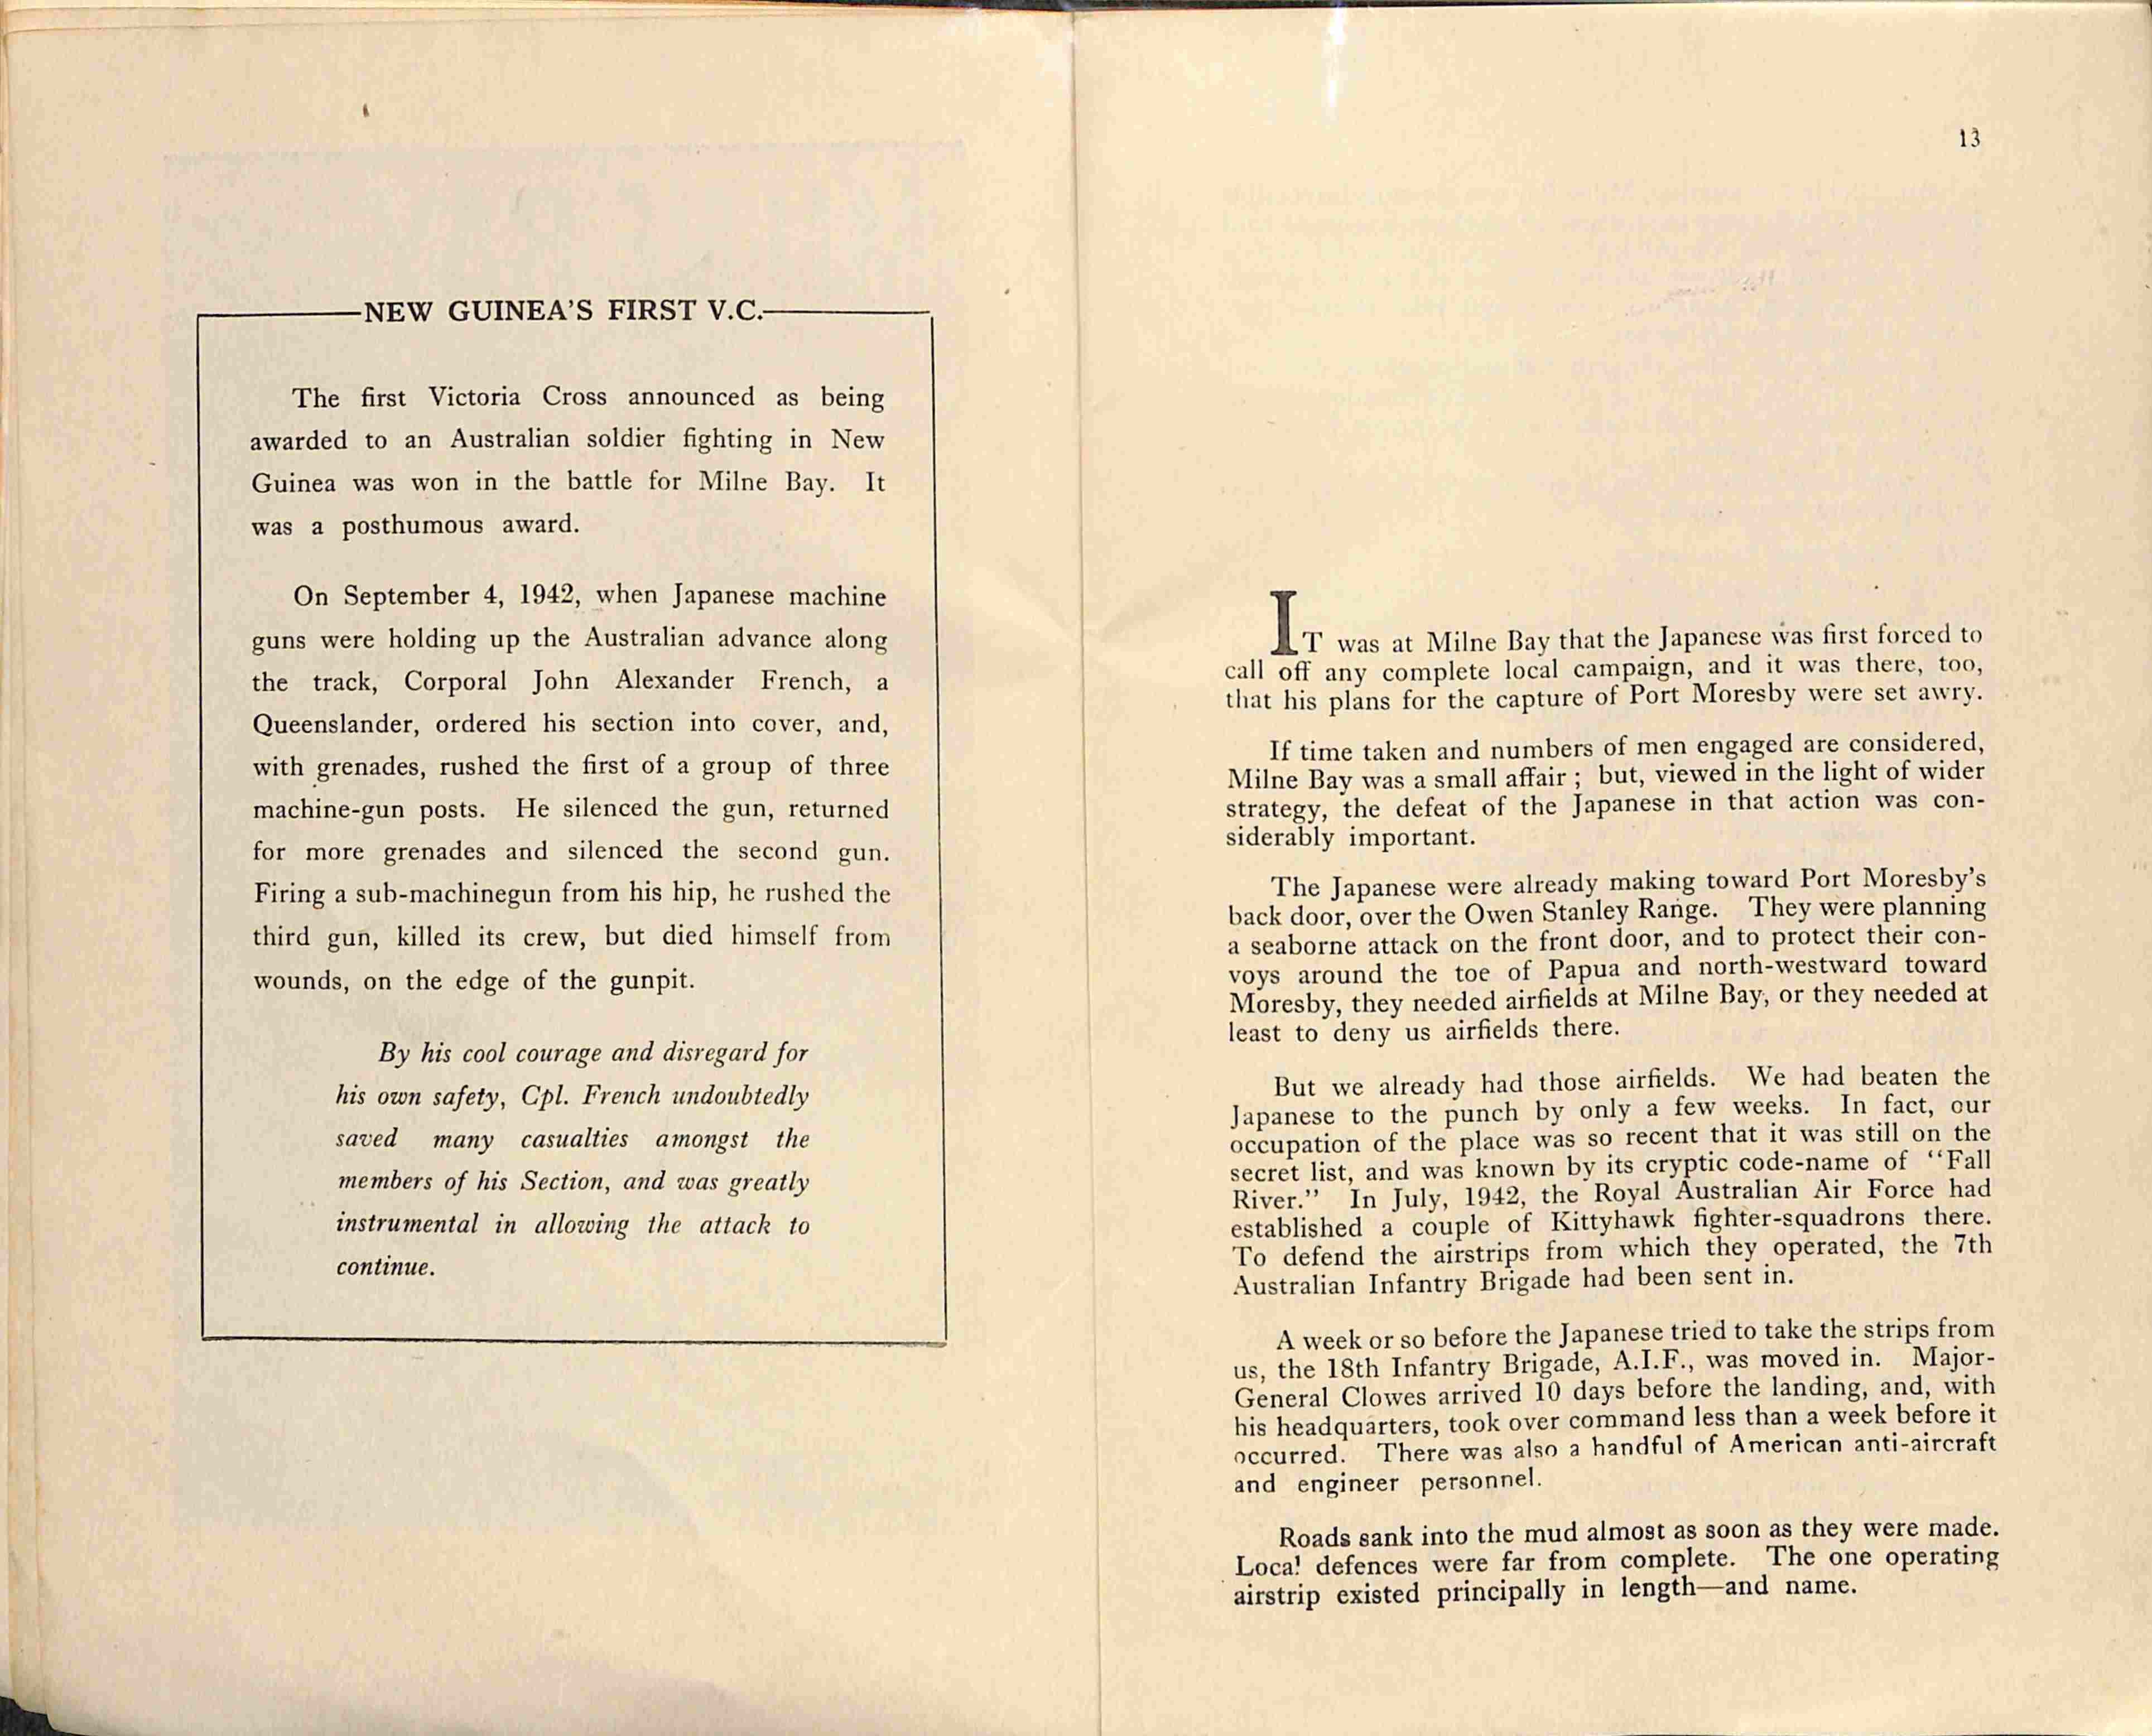 NEW GUINEA'S FIRST V.C.
The first Victoria Cross announced as being
awarded to an Australian soldier fighting in New
Guinea was won in the battle for Milne Bay. It
was a posthumous award.
On September 4, 1942, when Japanese machine
guns were holding up the Australian advance along
the track, Corporal John Alexander French, a
Queenslander, ordered his section into cover, and,
with grenades, rushed the first of a group of three
machine-gun posts. He silenced the gun, returned
for more grenades and silenced the second gun.
Firing a sub-machinegun from his hip, he rushed the
third gun, killed its crew, but died himself from
wounds, on the edge of the gunpit.
By his cool courage and disregard for
his own safety, Cpl. French undoubtedly
saved many casualties amongst the
members of his Section, and was greatly
instrumental in allowing the attack to
continue.
13
IT was at Milne Bay that the Japanese was first forced to
call off any complete local campaign, and it was there, too,
that his plans for the capture of Port Moresby were set awry.
If time taken and numbers of men engaged are considered,
Milne Bay was a small affair ; but, viewed in the light of wider
strategy, the defeat of the Japanese in that action was con-
siderably important.
The Japanese were already making toward Port Moresby's
back door, over the Owen Stanley Range. They were planning
a seaborne attack on the front door, and to protect their con-
voys around the toe of Papua and north-westward toward
Moresby, they needed airfields at Milne Bay, or they needed at
least to deny us airfields there.
But we already had those airfields. We had beaten the
Japanese to the punch by only a few weeks. In fact, our
occupation of the place was so recent that it was still on the
secret list, and was known by its cryptic code-name of "Fall
River." In July, 1942, the Royal Australian Air Force had
established a couple of Kittyhawk fighter-squadrons there.
To defend the airstrips from which they operated, the 7th
Australian Infantry Brigade had been sent in.
A week or so before the Japanese tried to take the strips from
us, the 18th Infantry Brigade, A.I.F., was moved in. Major-
General Clowes arrived 10 days before the landing, and, with
his headquarters, took over command less than a week before it
occurred. There was also a handful of American anti-aircraft
and engineer personnel.
Roads sank into the mud almost as soon as they were made.
Local defences were far from complete. The one operating
airstrip existed principally in length—and name.